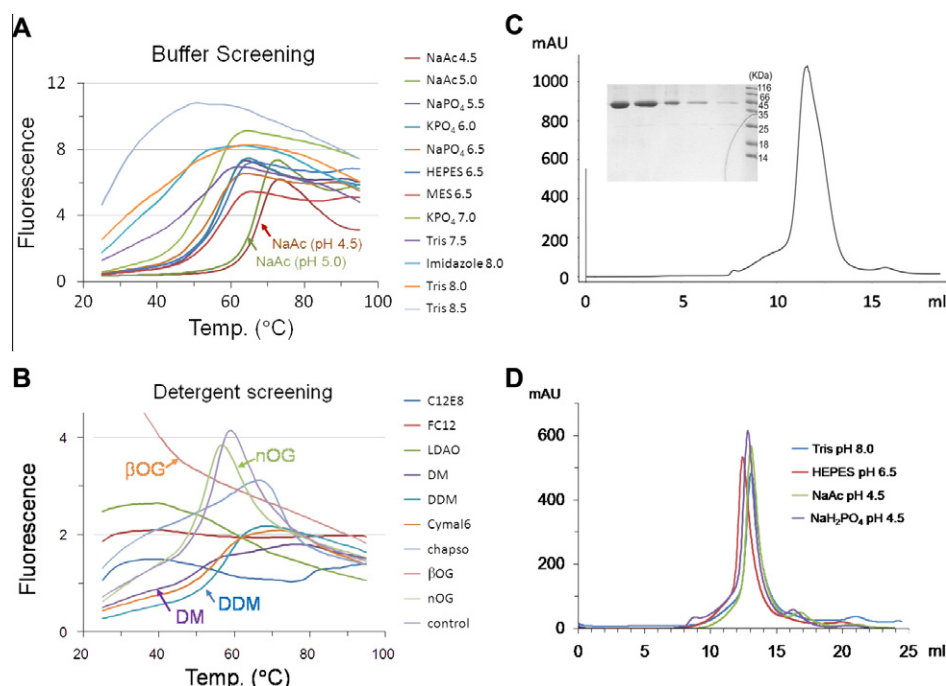 A
Buffer Screening
12
8
4
0
20
40
60
80
100
Fluorescence
Temp. (°C)
NaAc (pH 4.5)
NaAc (pH 5.0)
NaAc 4.5
NaAc 5.0
NaPO4 5.5
KPO4 6.0
NaPO4 6.5
HEPES 6.5
MES 6.5
KPO4 7.0
Tris 7.5
Imidazole 8.0
Tris 8.0
Tris 8.5
B
Detergent screening
4
2
0
20
40
60
80
100
Fluorescence
Temp. (°C)
βOG
nOG
DM
DDM
C12E8
FC12
LDAO
DM
DDM
Cymal6
chapso
βOG
nOG
control
C
mAU
1000
800
600
400
200
0
0
5
10
15
ml
(KDa)
116
66
45
35
25
18
14
D
mAU
600
400
200
0
0
5
10
15
20
25
ml
Tris pH 8.0
HEPES pH 6.5
NaAc pH 4.5
NaH2PO4 pH 4.5